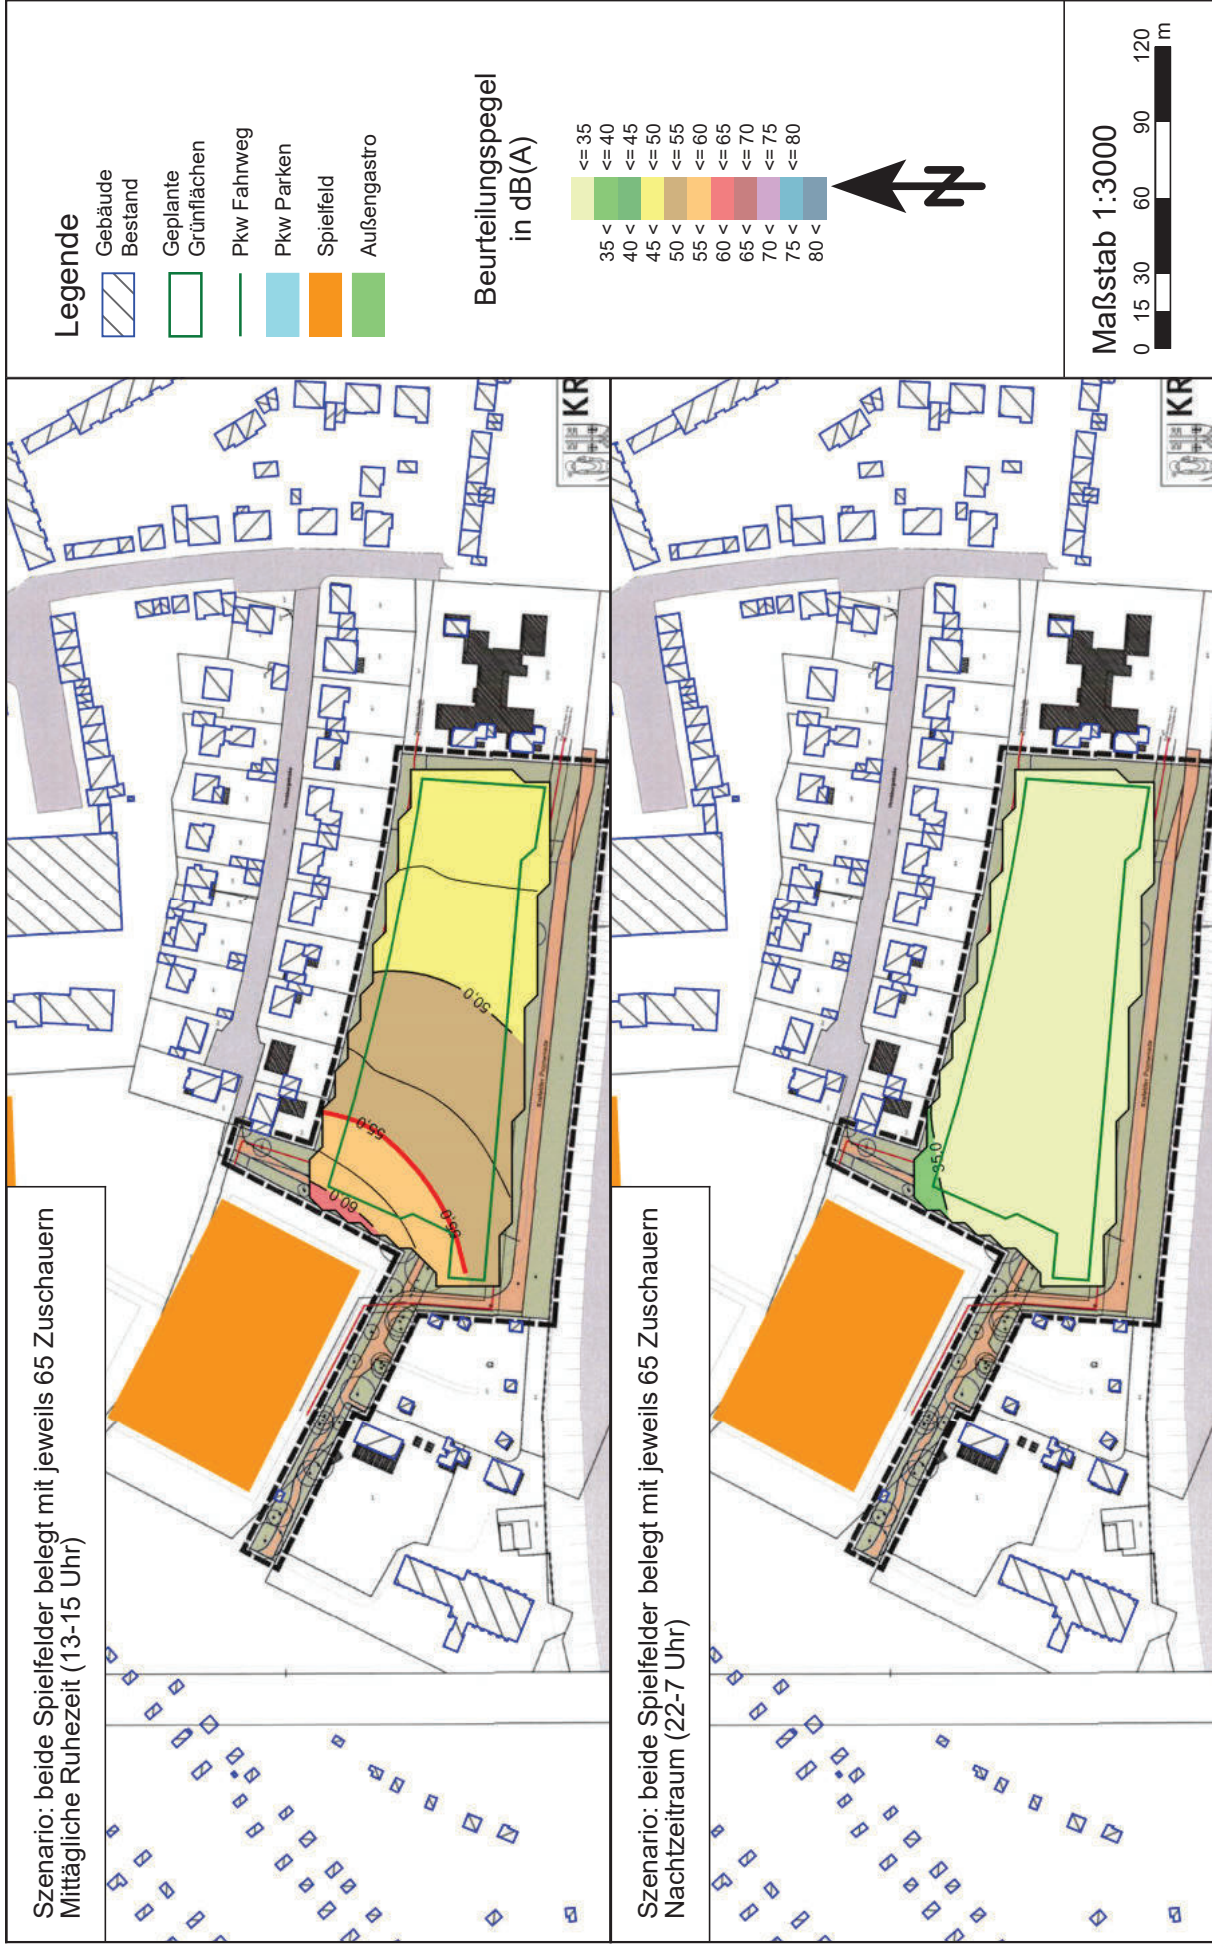 Szenario: beide Spielfelder belegt mit jeweils 65 Zuschauern
Mittägliche Ruhezeit (13-15 Uhr)
60,0
55,0
55,0
50,0
Krefelder Promenade
KR
Szenario: beide Spielfelder belegt mit jeweils 65 Zuschauern
Nachtzeitraum (22-7 Uhr)
35,0
Krefelder Promenade
KR
Legende
Gebäude
Bestand
Geplante
Grünflächen
Pkw Fahrweg
Pkw Parken
Spielfeld
Außengastro
Beurteilungspegel
in dB(A)
<= 35
35 < <= 40
40 < <= 45
45 < <= 50
50 < <= 55
55 < <= 60
60 < <= 65
65 < <= 70
70 < <= 75
75 < <= 80
80 <
N
Maßstab 1:3000
0 15 30 60 90 120
m